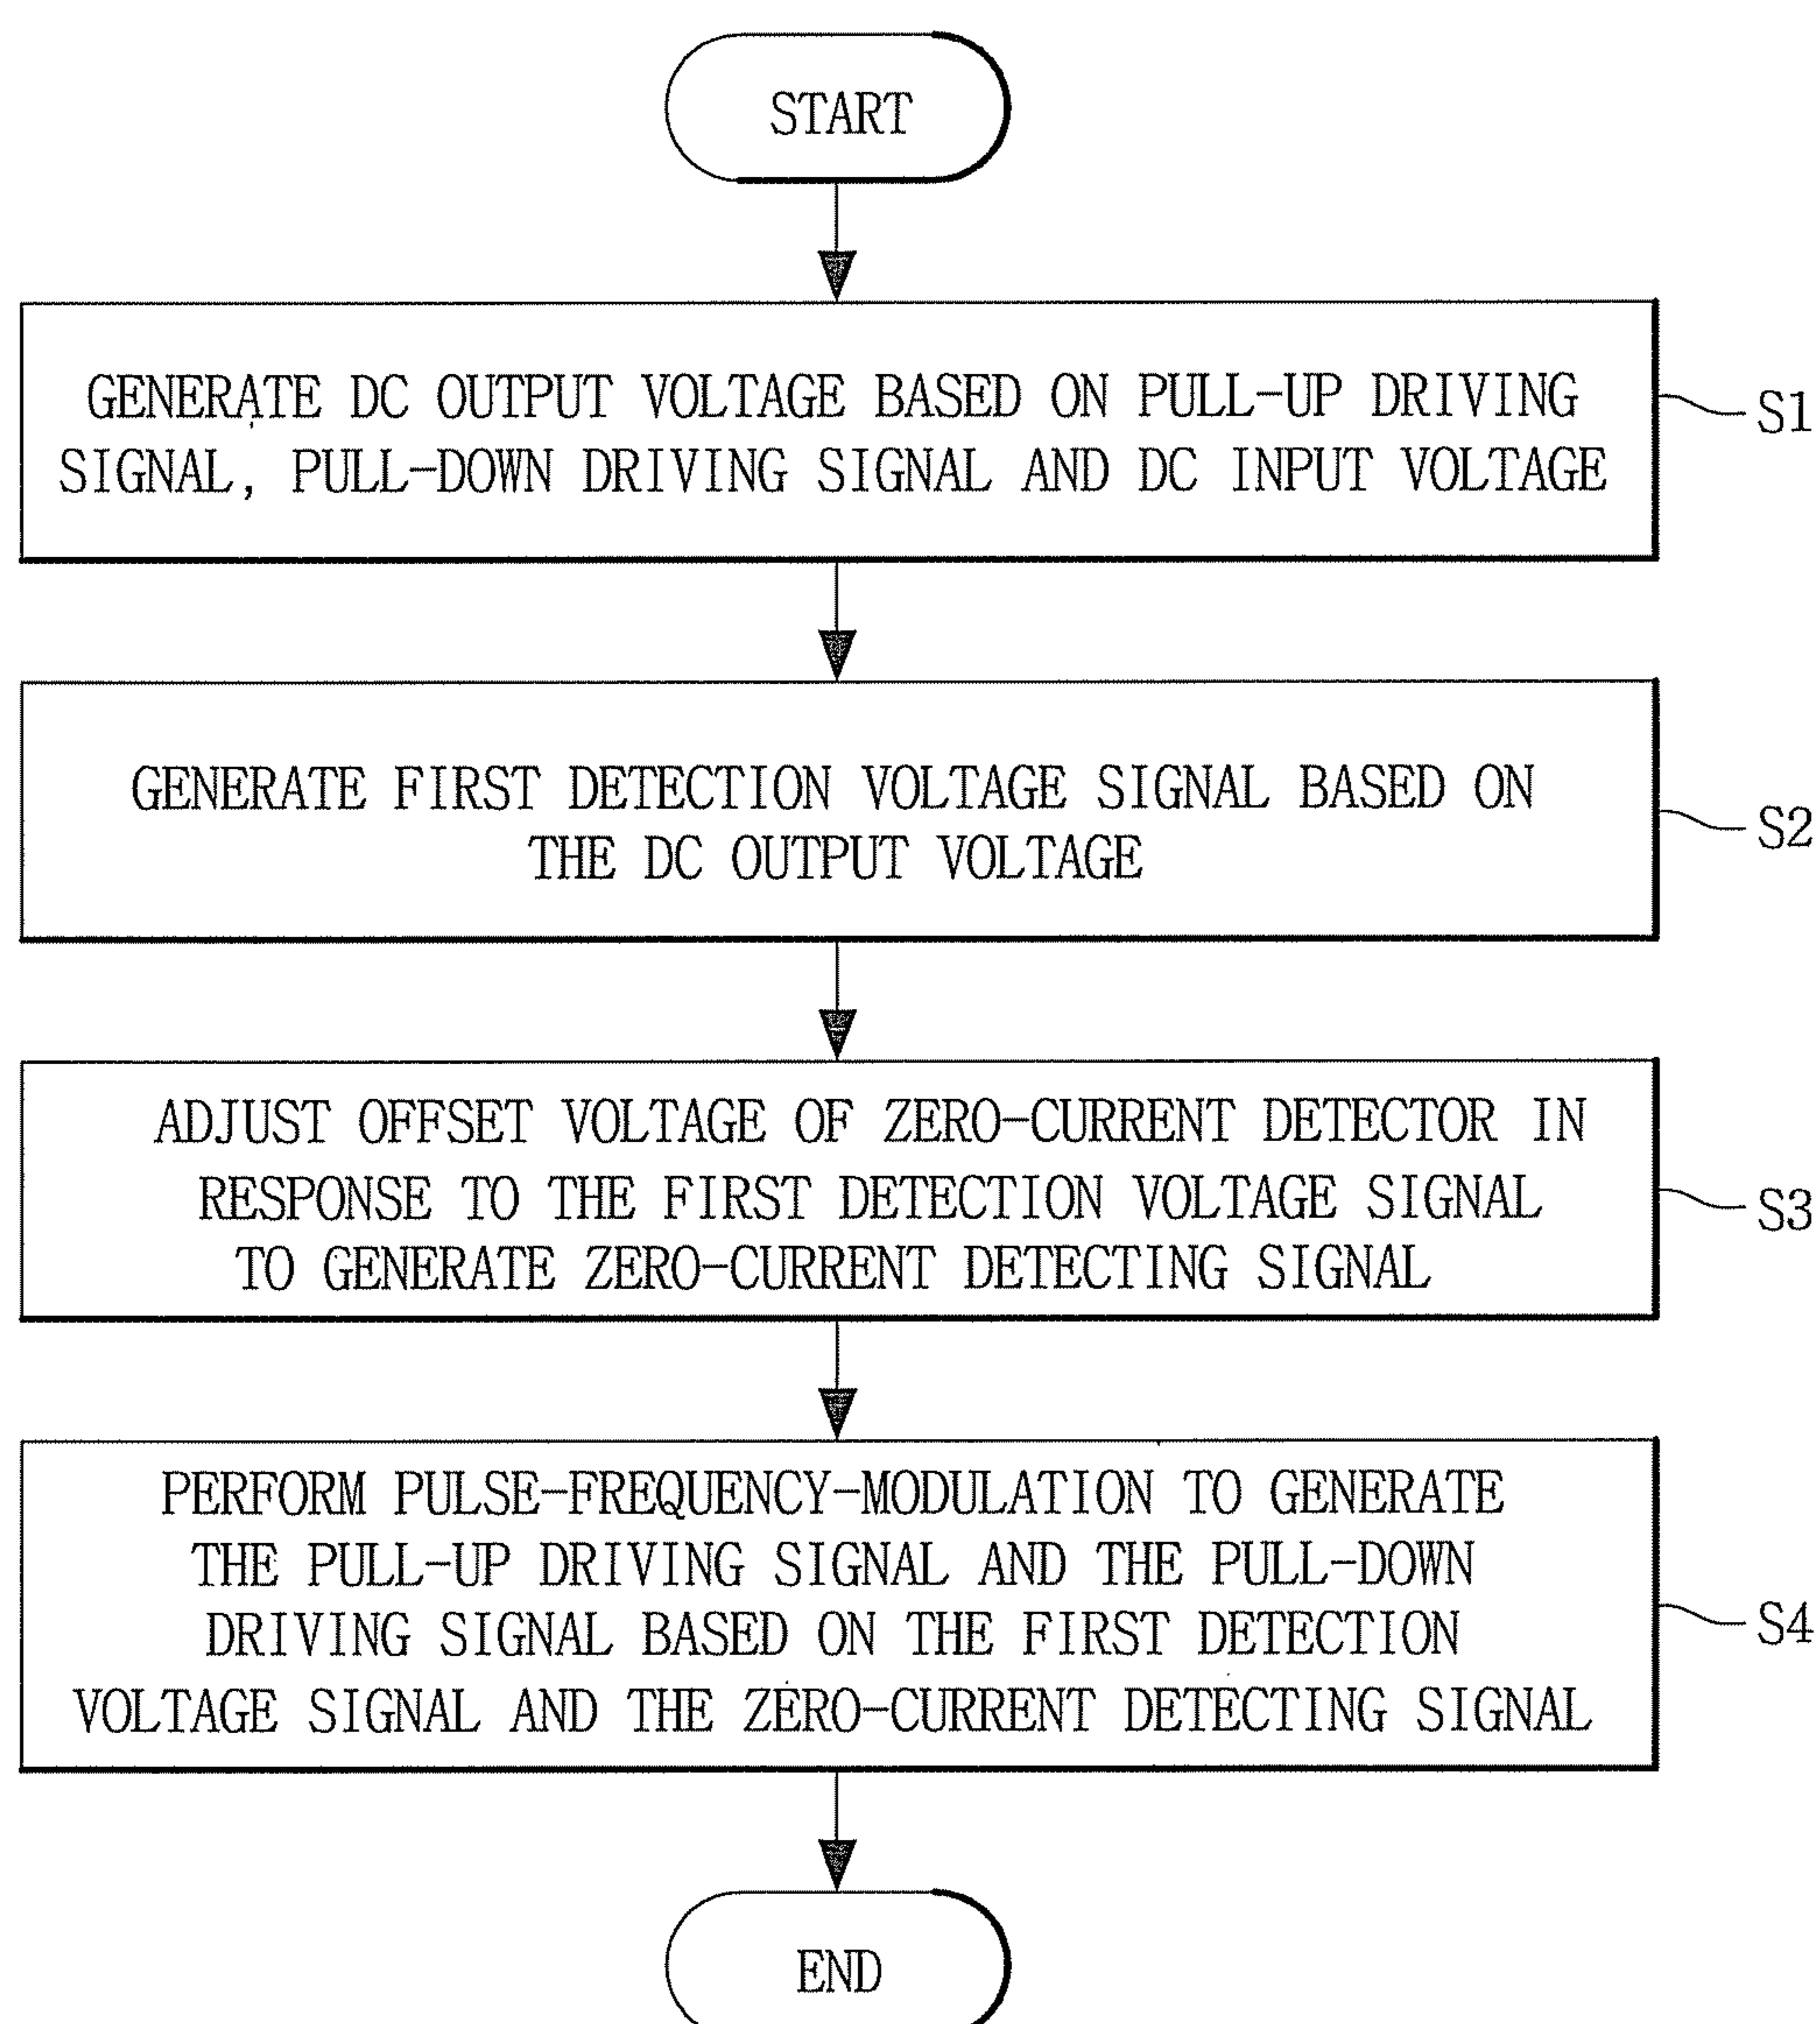 START
GENERATE DC OUTPUT VOLTAGE BASED ON PULL-UP DRIVING
SIGNAL, PULL-DOWN DRIVING SIGNAL AND DC INPUT VOLTAGE
S1
GENERATE FIRST DETECTION VOLTAGE SIGNAL BASED ON
THE DC OUTPUT VOLTAGE
S2
ADJUST OFFSET VOLTAGE OF ZERO-CURRENT DETECTOR IN
RESPONSE TO THE FIRST DETECTION VOLTAGE SIGNAL
TO GENERATE ZERO-CURRENT DETECTING SIGNAL
S3
PERFORM PULSE-FREQUENCY-MODULATION TO GENERATE
THE PULL-UP DRIVING SIGNAL AND THE PULL-DOWN
DRIVING SIGNAL BASED ON THE FIRST DETECTION
VOLTAGE SIGNAL AND THE ZERO-CURRENT DETECTING SIGNAL
S4
END